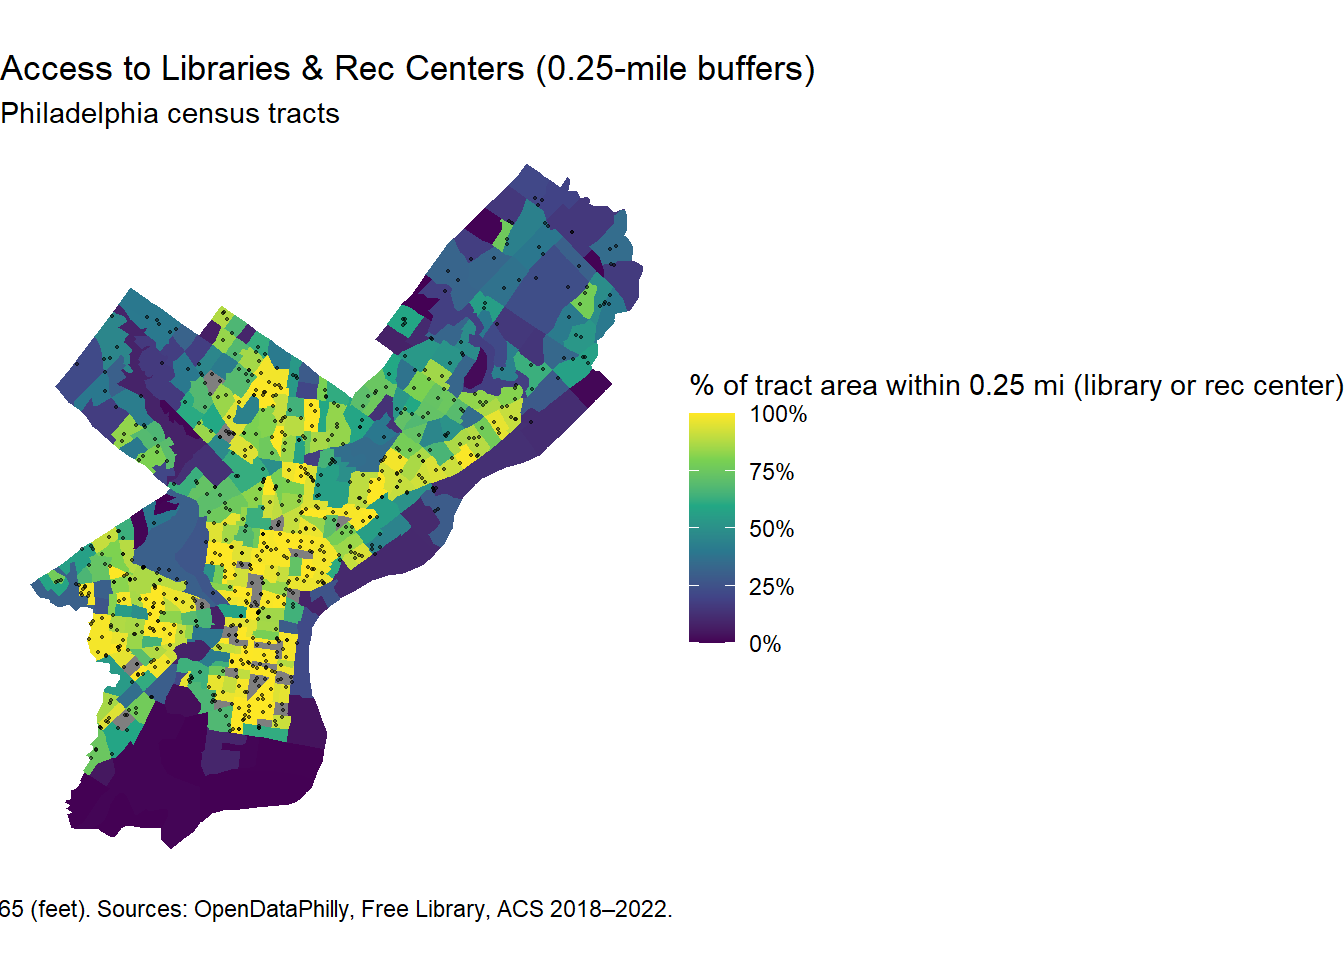 Access to Libraries & Rec Centers (0.25-mile buffers)
Philadelphia census tracts
% of tract area within 0.25 mi (library or rec center)
100%
75%
50%
25%
0%
65 (feet). Sources: OpenDataPhilly, Free Library, ACS 2018–2022.